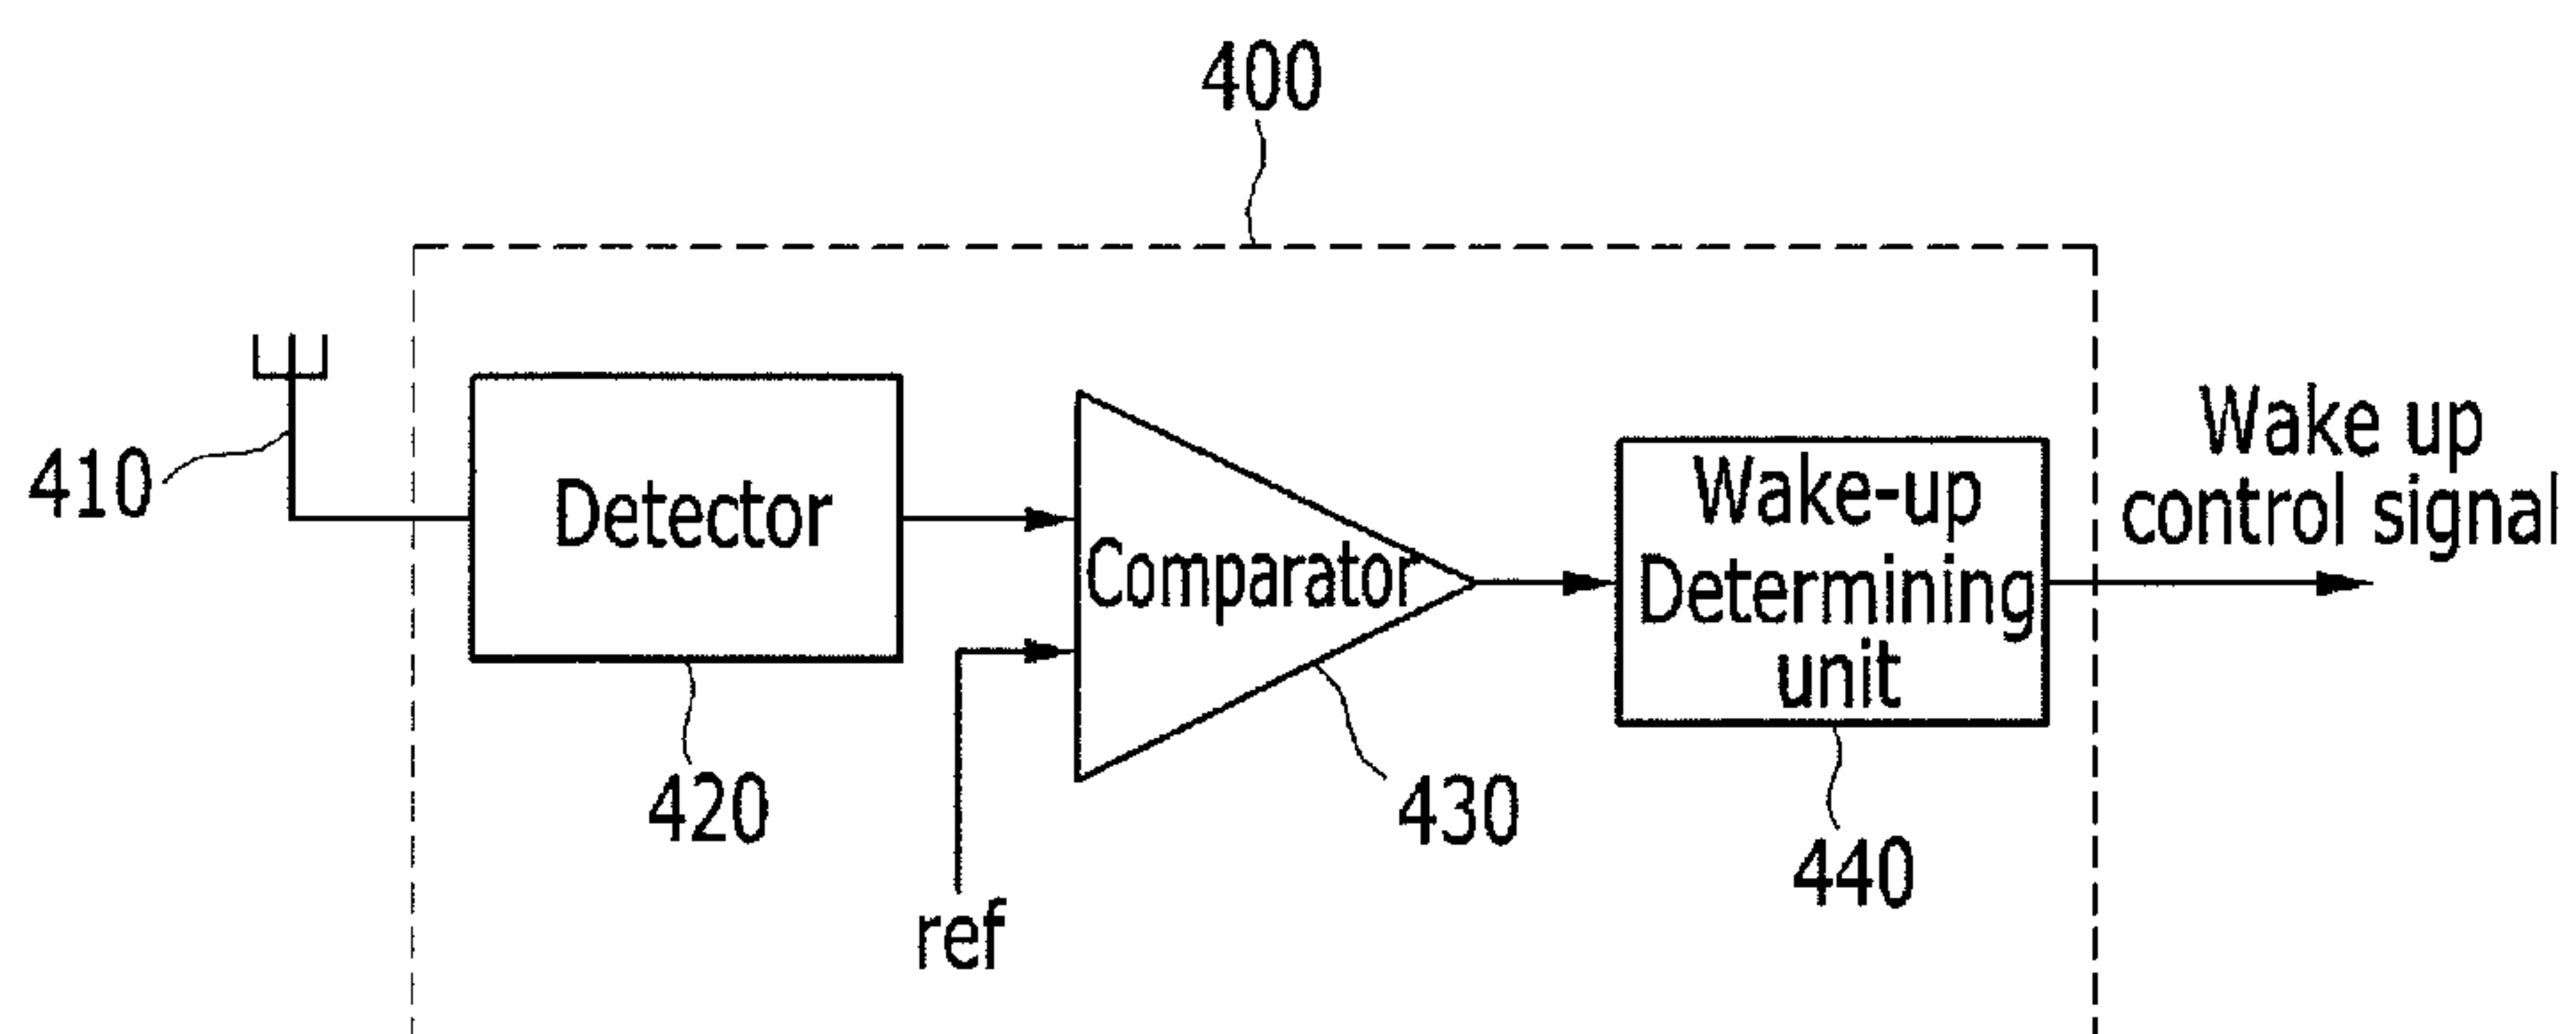 400
410
Detector
Comparator
Wake-up
Determining
unit
Wake up
control signal
420
430
440
ref